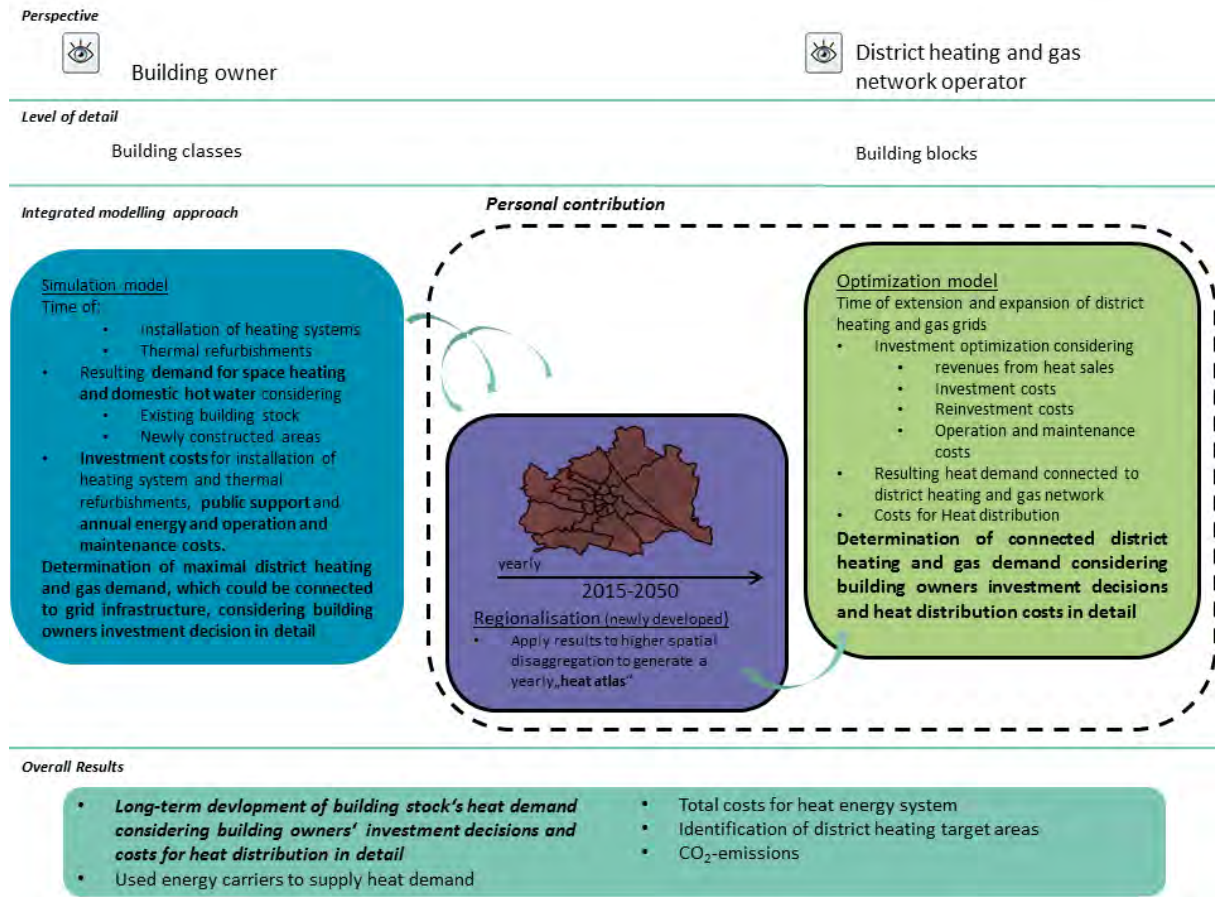 Perspective
Building owner
District heating and gas
network operator
Level of detail
Building classes
Building blocks
Integrated modelling approach
Personal contribution
Simulation model
Time of:
• Installation of heating systems
• Thermal refurbishments
• Resulting demand for space heating
and domestic hot water considering
• Existing building stock
• Newly constructed areas
• Investment costs for installation of
heating system and thermal
refurbishments, public support and
annual energy and operation and
maintenance costs.
Determination of maximal district heating
and gas demand, which could be connected
to grid infrastructure, considering building
owners investment decision in detail
yearly
2015-2050
Regionalisation (newly developed)
• Apply results to higher spatial
disaggregation to generate a
yearly „heat atlas“
Optimization model
Time of extension and expansion of district
heating and gas grids
• Investment optimization considering
• revenues from heat sales
• Investment costs
• Reinvestment costs
• Operation and maintenance
costs
• Resulting heat demand connected to
district heating and gas network
• Costs for Heat distribution
Determination of connected district
heating and gas demand considering
building owners investment decisions
and heat distribution costs in detail
Overall Results
• Long-term devlopment of building stock‘s heat demand
considering building owners‘ investment decisions and
costs for heat distribution in detail
• Used energy carriers to supply heat demand
• Total costs for heat energy system
• Identification of district heating target areas
• CO₂-emissions